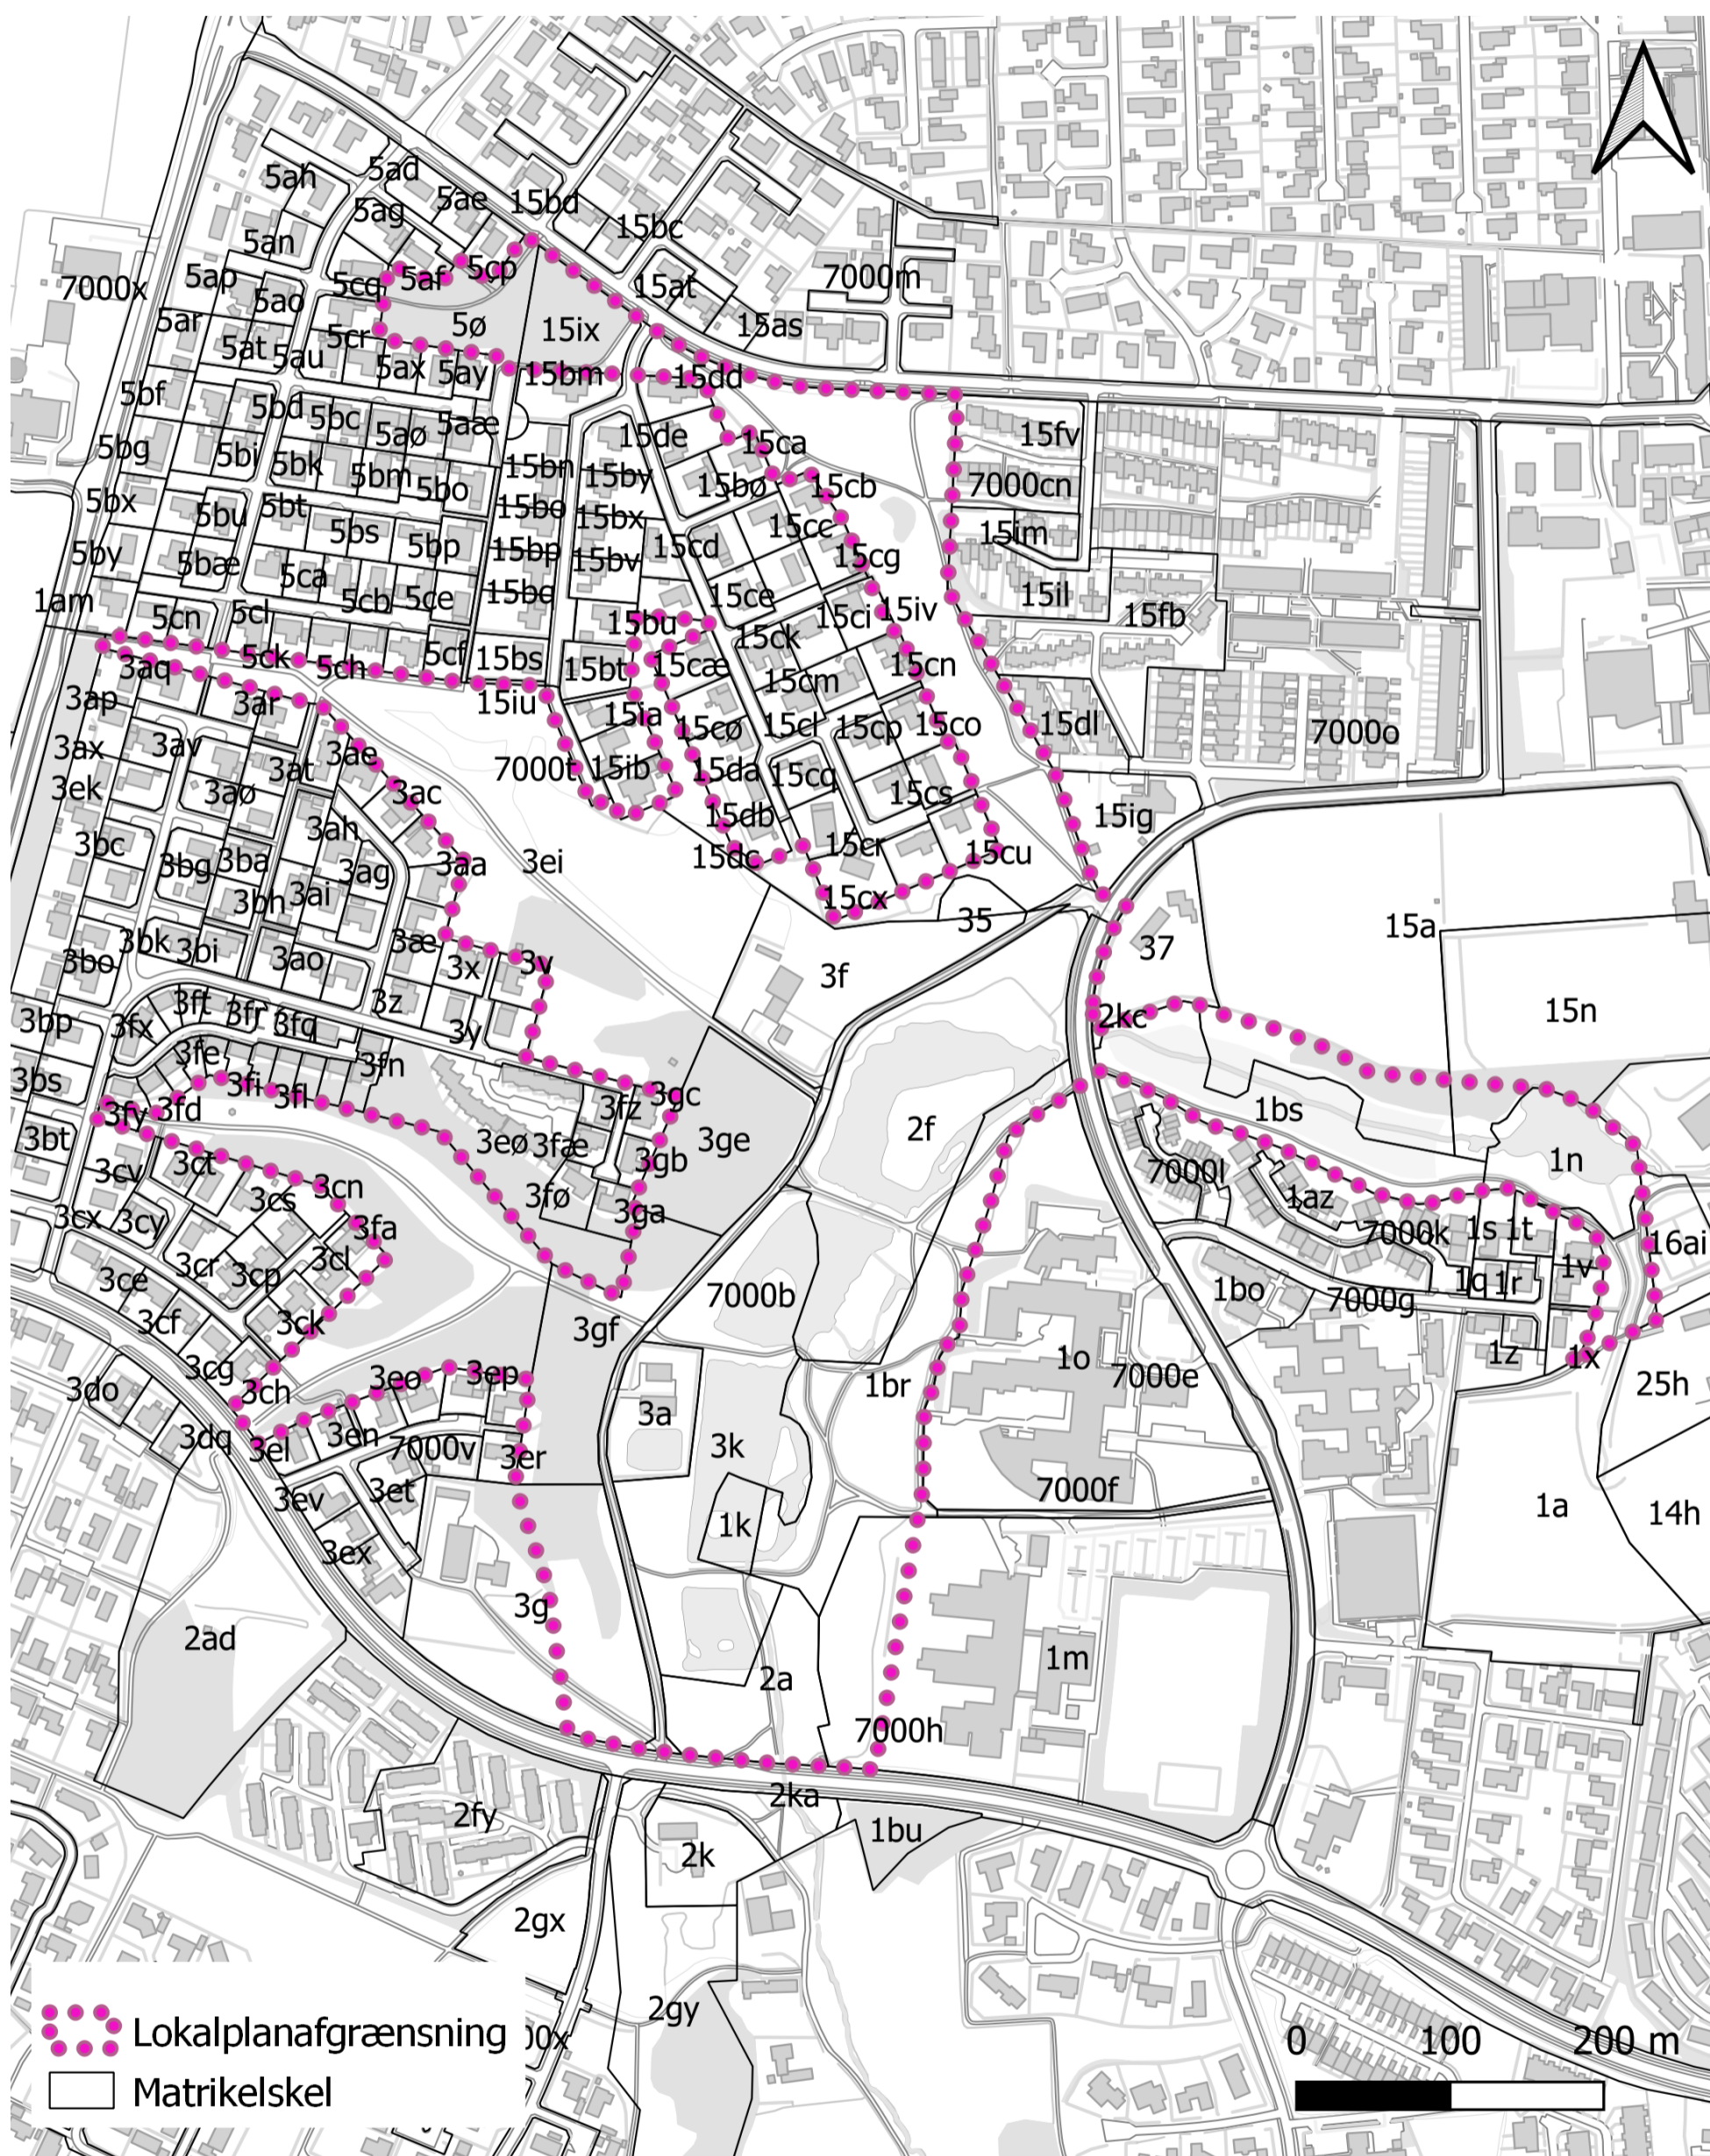 5ah
5ad
5ae
15bd
5ag
15bc
5an
5ap
7000x
5cq
5af
5cp
15at
7000m
5ao
5ar
5cr
5ø
15ix
15as
5at
5au
5ax
5ay
15bm
15dd
5bf
5bd
5bc
5aø
5aæ
15de
15ca
15fv
5bg
5bi
5bk
5bm
5bo
15bn
15by
15bø
15cb
7000cn
5bx
5bu
5bt
5bs
15bo
15bx
15cc
15im
5by
5bæ
5bp
15bp
15bv
15cd
15cg
5ca
1am
5cn
5cl
5cb
5ce
15bq
15ce
15ci
15iv
15il
15fb
15bu
15ck
5ck
5ch
5cf
15bs
15bt
15cæ
15cn
3aq
3ap
3ar
15iu
15cm
15ia
15cø
15cl
15cp
15co
15dl
7000o
3ax
3av
3ae
7000t
15ib
15da
15cq
3at
3ek
3aø
3ac
15cs
15db
15ig
3ah
3bc
3bg
3ba
3ag
3aa
3ei
15dc
15cr
15cu
3bh
3ai
15cx
35
15a
3bk
3bi
3æ
37
3bo
3ao
3x
3v
3f
15n
3ft
3fr
3z
3bp
3fx
3fq
3y
2kc
3fe
3fn
3bs
3fi
3fl
3gc
3fy
3fd
3fz
1bs
3bt
3eø
3fæ
3ge
2f
3cv
3ct
3gb
7000l
1n
3cs
3cn
3fø
1az
3cx
3cy
3fa
3ga
7000k
1s
1t
16ai
3cr
3cl
3ce
3cp
7000b
1bo
7000g
1q
1r
1v
3cf
3ck
3gf
1o
1z
1x
3cg
3eo
3ep
1br
7000e
25h
3do
3ch
3a
3dq
3el
3en
7000v
3er
3k
3ev
3et
7000f
1a
14h
1k
3ex
3g
2ad
2a
1m
7000h
2ka
2fy
1bu
2k
2gx
2gy
Lokalplanafgrænsning
00x
0 100 200 m
Matrikelskel